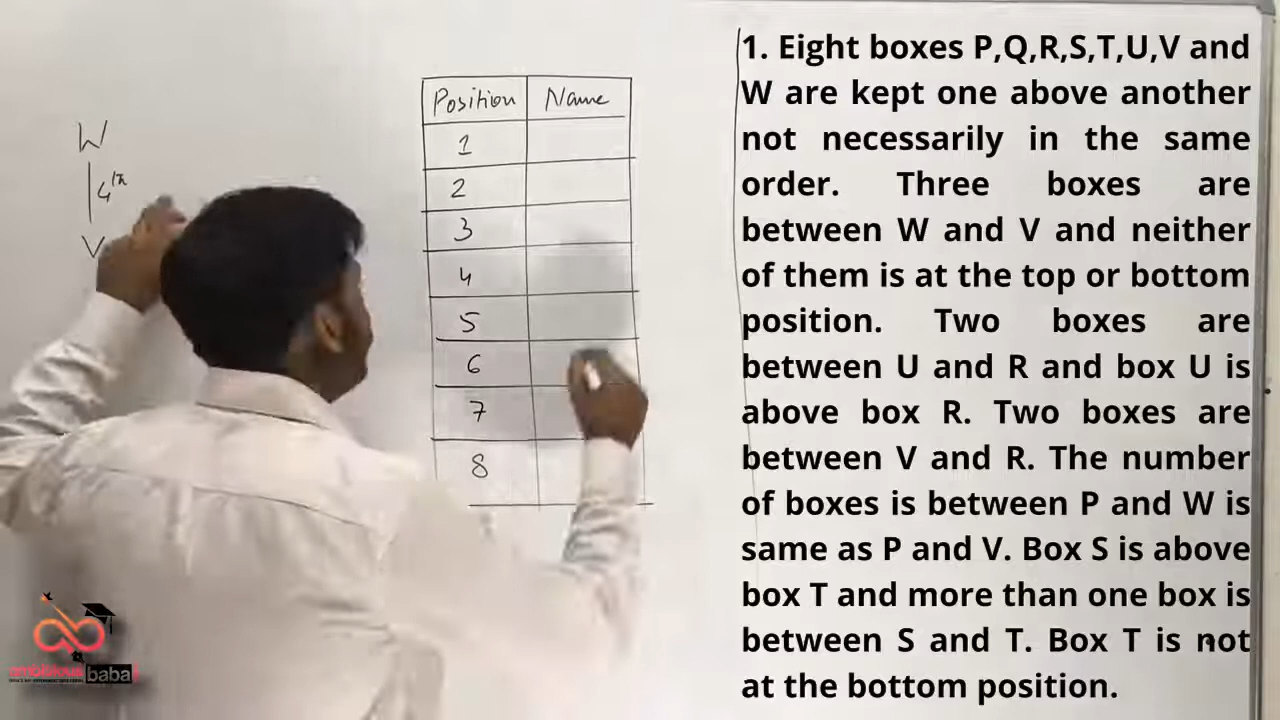 W
4th
V
Position Name
1
2
3
4
5
6
7
8
1. Eight boxes P,Q,R,S,T,U,V and
W are kept one above another
not necessarily in the same
order. Three boxes are
between W and V and neither
of them is at the top or bottom
position. Two boxes are
between U and R and box U is
above box R. Two boxes are
between V and R. The number
of boxes is between P and W is
same as P and V. Box S is above
box T and more than one box is
between S and T. Box T is not
at the bottom position.
ambitious baba